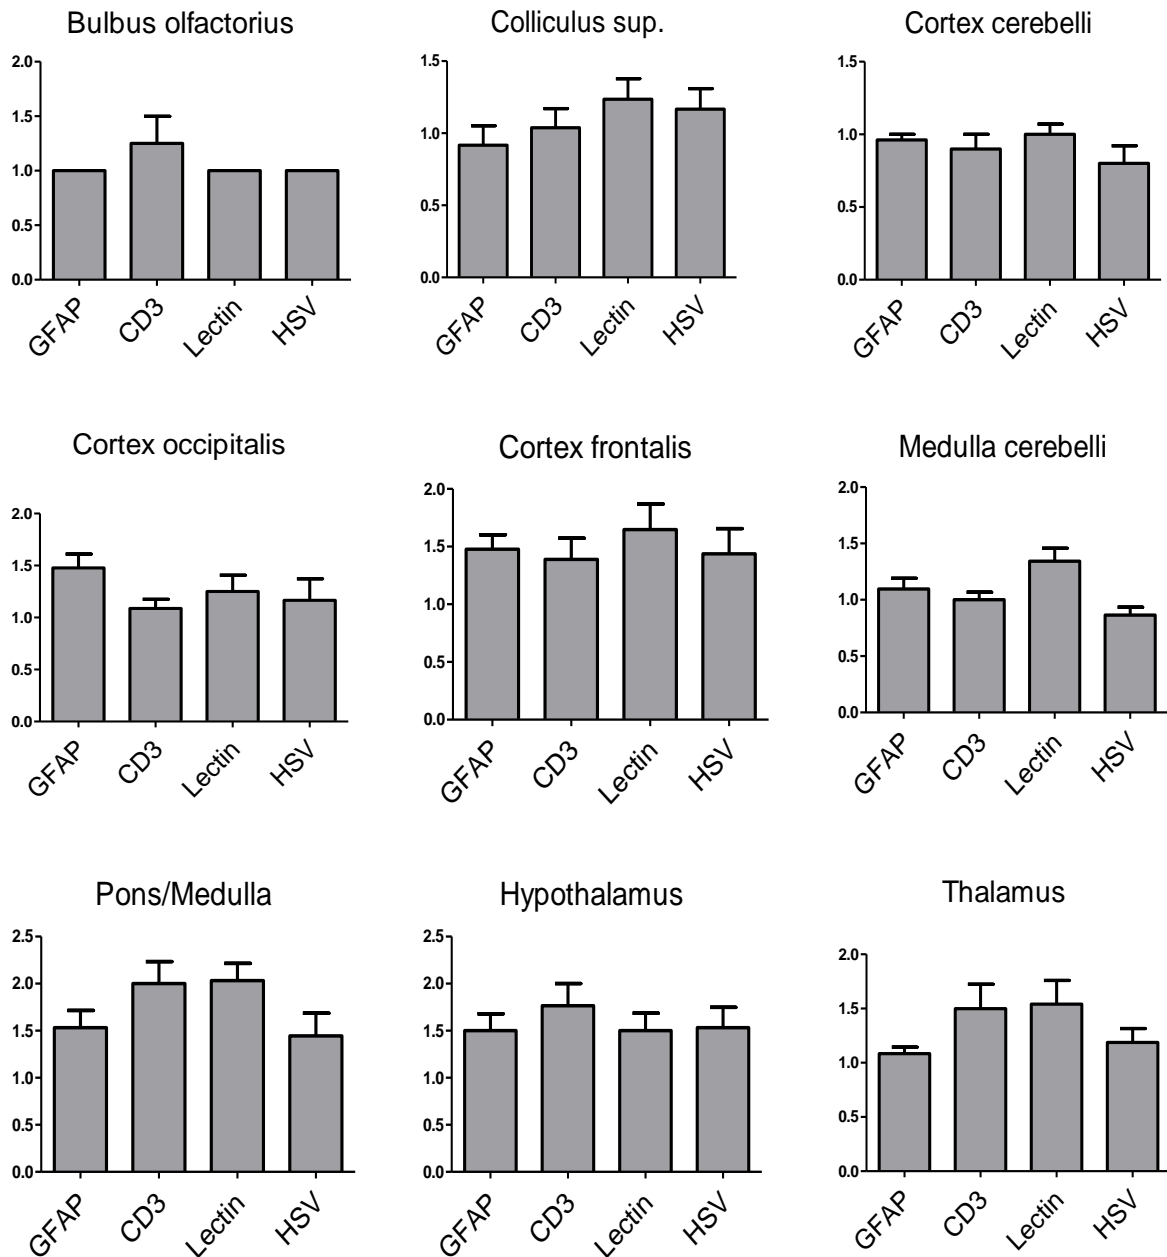 Bulbus olfactorius
2.0
1.5
1.0
0.5
0.0
GFAP
CD3
Lectin
HSV
Colliculus sup.
1.5
1.0
0.5
0.0
GFAP
CD3
Lectin
HSV
Cortex cerebelli
1.5
1.0
0.5
0.0
GFAP
CD3
Lectin
HSV
Cortex occipitalis
2.0
1.5
1.0
0.5
0.0
GFAP
CD3
Lectin
HSV
Cortex frontalis
2.0
1.5
1.0
0.5
0.0
GFAP
CD3
Lectin
HSV
Medulla cerebelli
2.0
1.5
1.0
0.5
0.0
GFAP
CD3
Lectin
HSV
Pons/Medulla
2.5
2.0
1.5
1.0
0.5
0.0
GFAP
CD3
Lectin
HSV
Hypothalamus
2.5
2.0
1.5
1.0
0.5
0.0
GFAP
CD3
Lectin
HSV
Thalamus
2.0
1.5
1.0
0.5
0.0
GFAP
CD3
Lectin
HSV